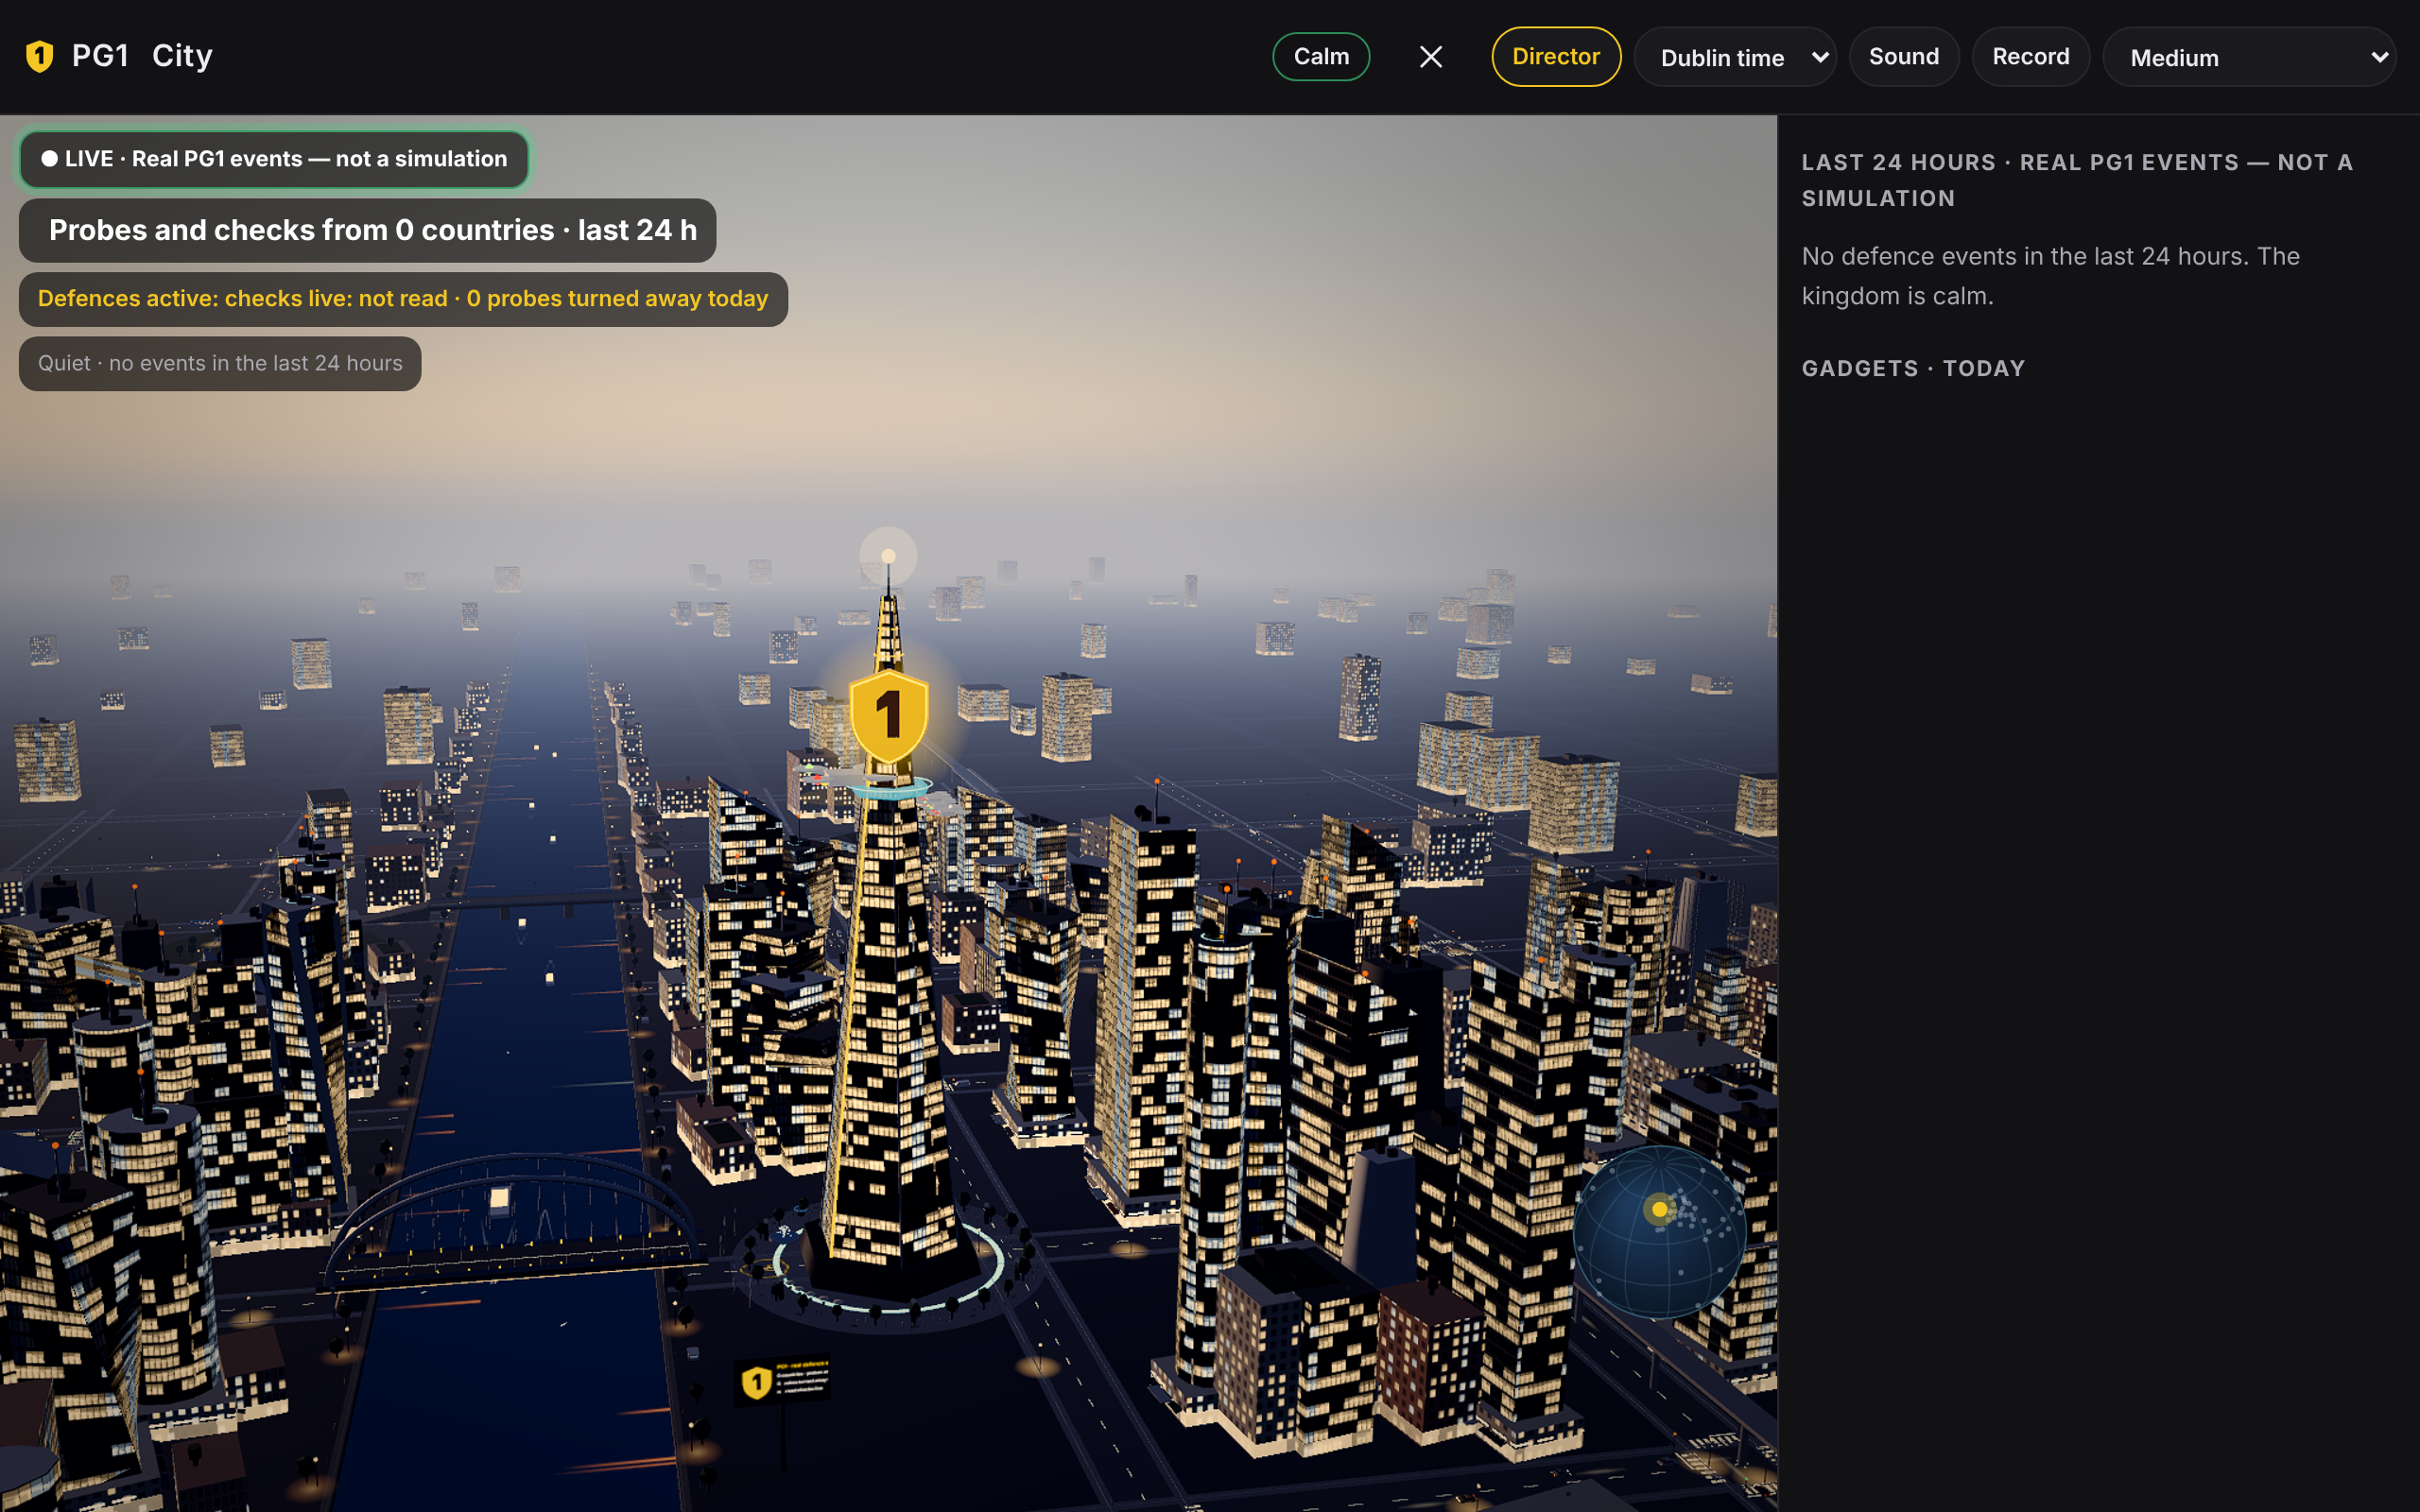 1 PG1 City
Calm
Director
Dublin time
Sound
Record
Medium
LIVE · Real PG1 events — not a simulation
Probes and checks from 0 countries · last 24 h
Defences active: checks live: not read · 0 probes turned away today
Quiet · no events in the last 24 hours
LAST 24 HOURS · REAL PG1 EVENTS — NOT A
SIMULATION
No defence events in the last 24 hours. The
kingdom is calm.
GADGETS · TODAY
1
1